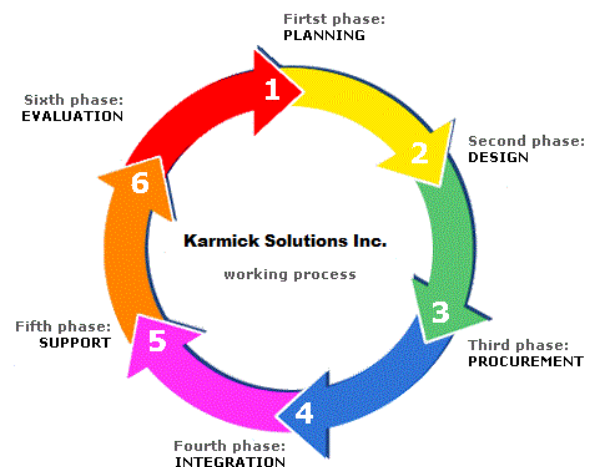 Firtst phase:
PLANNING
1
Second phase:
DESIGN
2
Third phase:
PROCUREMENT
3
Fourth phase:
INTEGRATION
4
Fifth phase:
SUPPORT
5
Sixth phase:
EVALUATION
6
Karmick Solutions Inc.
working process